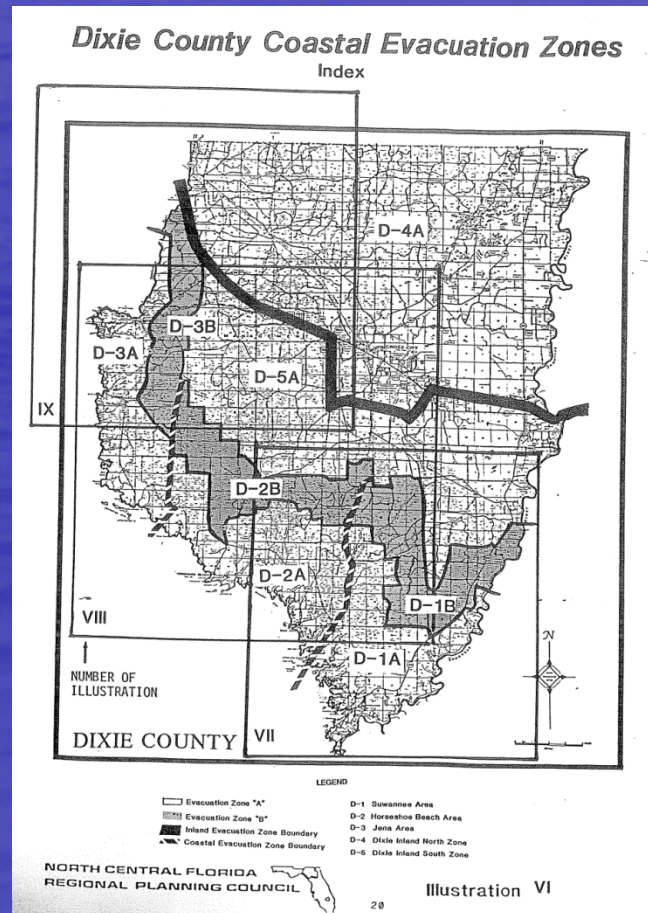 Dixie County Coastal Evacuation Zones
Index
D-4A
D-3B
D-3A
D-5A
IX
D-2B
D-2A
D-1B
VIII
D-1A
N
NUMBER OF
ILLUSTRATION
DIXIE COUNTY
VII
LEGEND
Evacuation Zone "A"
Evacuation Zone "B"
Inland Evacuation Zone Boundary
Coastal Evacuation Zone Boundary
D-1 Suwannee Area
D-2 Horseshoe Beach Area
D-3 Jena Area
D-4 Dixie Inland North Zone
D-5 Dixie Inland South Zone
NORTH CENTRAL FLORIDA
REGIONAL PLANNING COUNCIL
20
Illustration VI